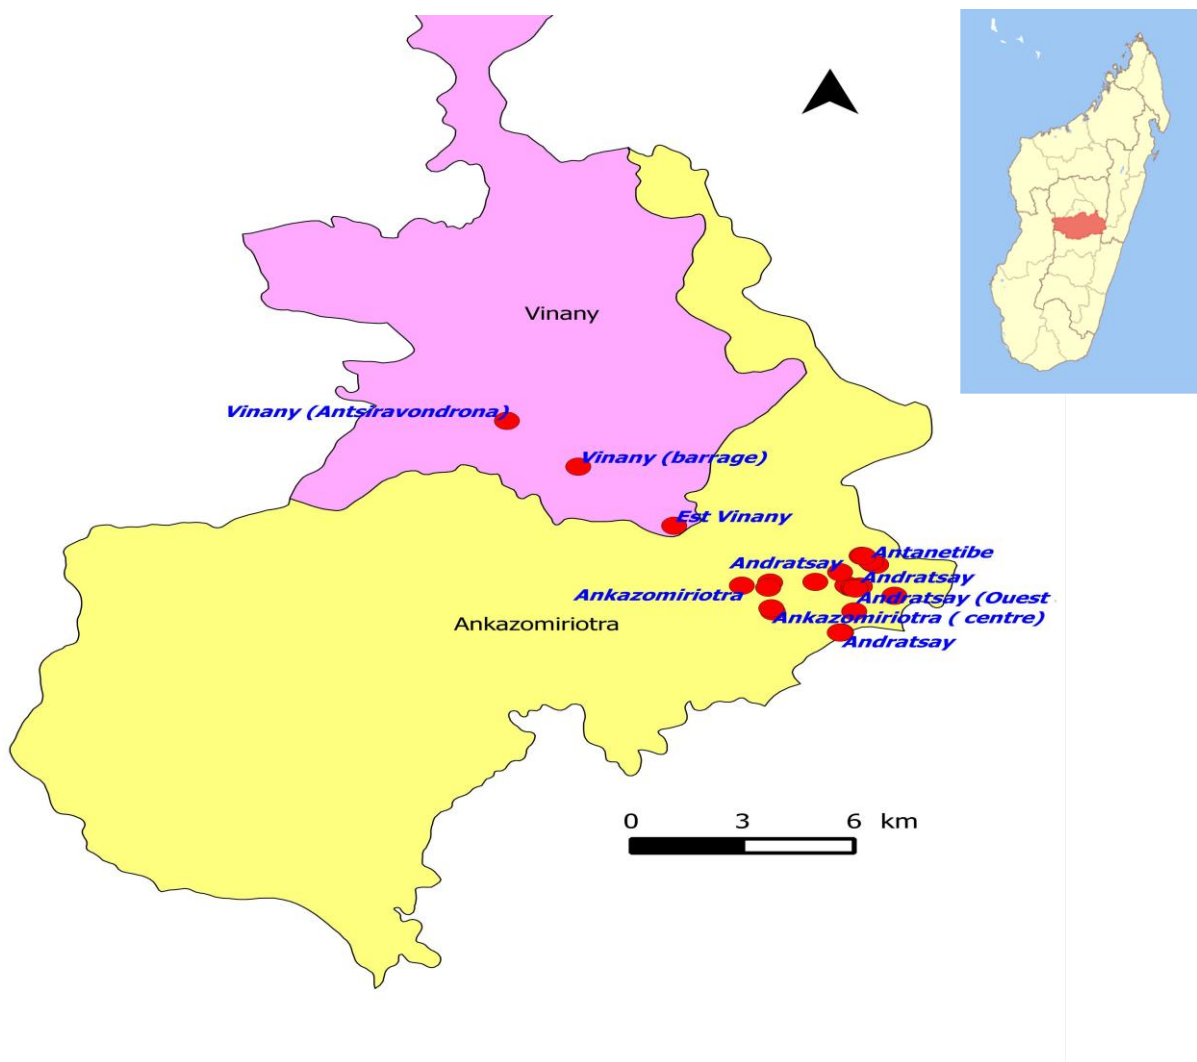 Vinany
Vinany (Antsiravondrona)
Vinany (barrage)
Est Vinany
Antanetibe
Andratsay
Andratsay
Ankazomiriotra
Andratsay (Ouest
Ankazomiriotra ( centre)
Ankazomiriotra
Andratsay
0 3 6 km